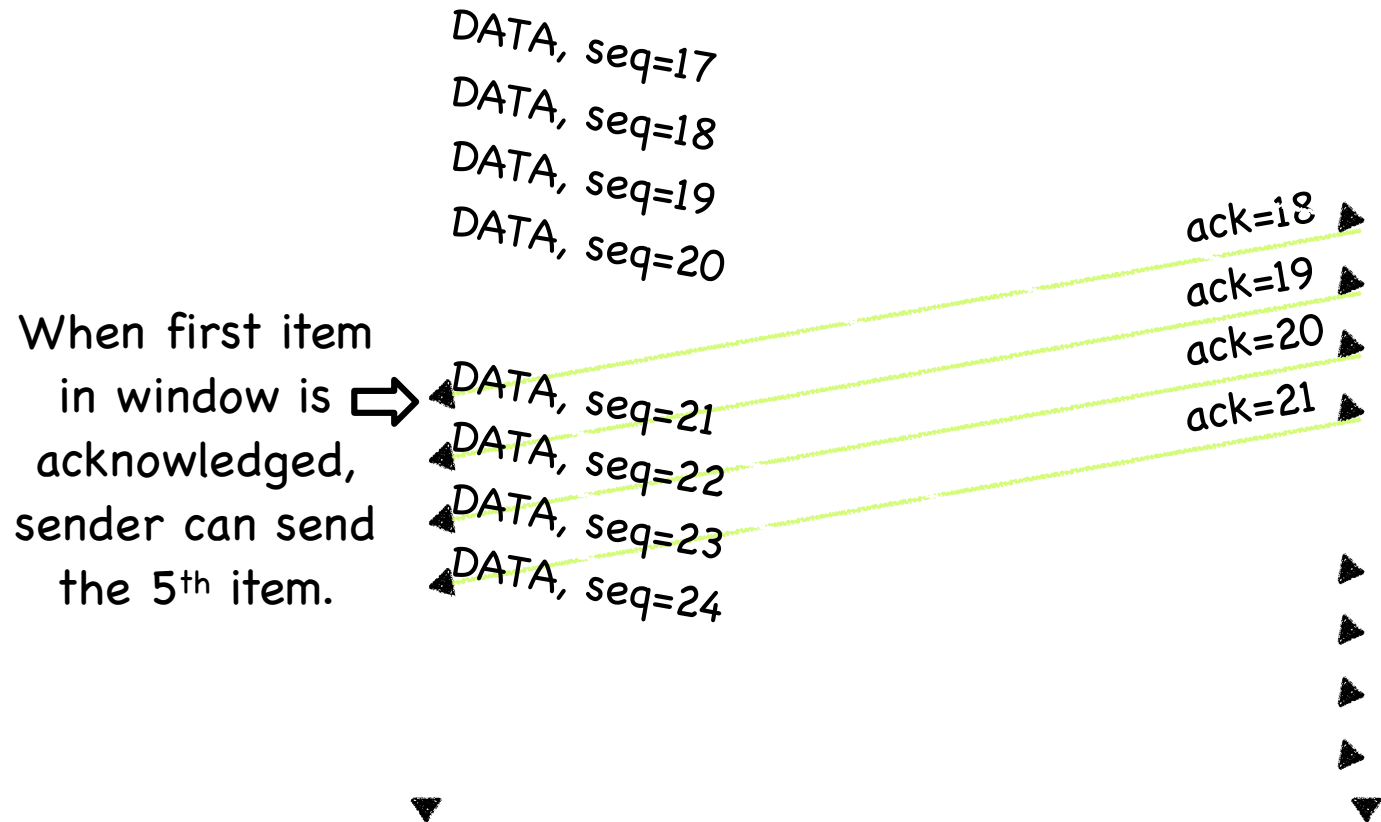 DATA, seq=17
DATA, seq=18
DATA, seq=19
DATA, seq=20
ack=18
ack=19
ack=20
ack=21
When first item
in window is
acknowledged,
sender can send
the 5th item.
DATA, seq=21
DATA, seq=22
DATA, seq=23
DATA, seq=24